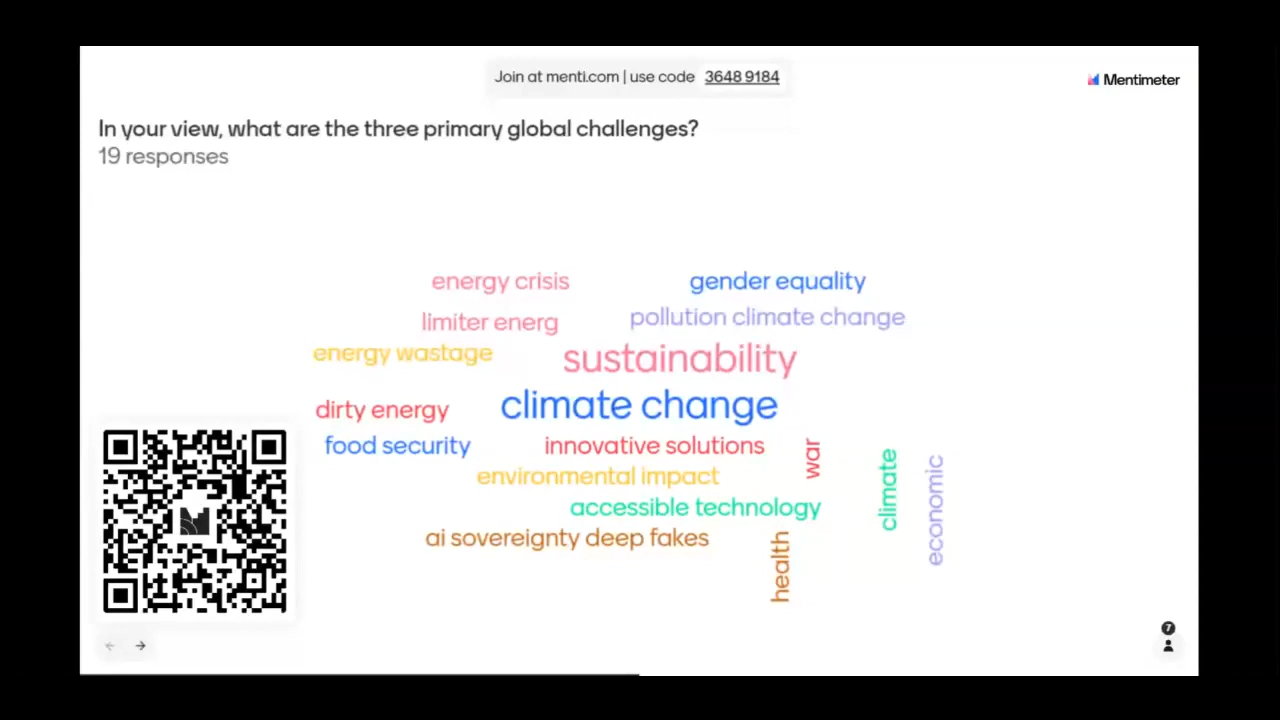 Join at menti.com | use code 3648 9184
Mentimeter
In your view, what are the three primary global challenges?
19 responses
energy crisis
gender equality
limiter energ
pollution climate change
energy wastage
sustainability
dirty energy
climate change
food security
innovative solutions
war
climate
economic
environmental impact
accessible technology
ai sovereignty deep fakes
health
7